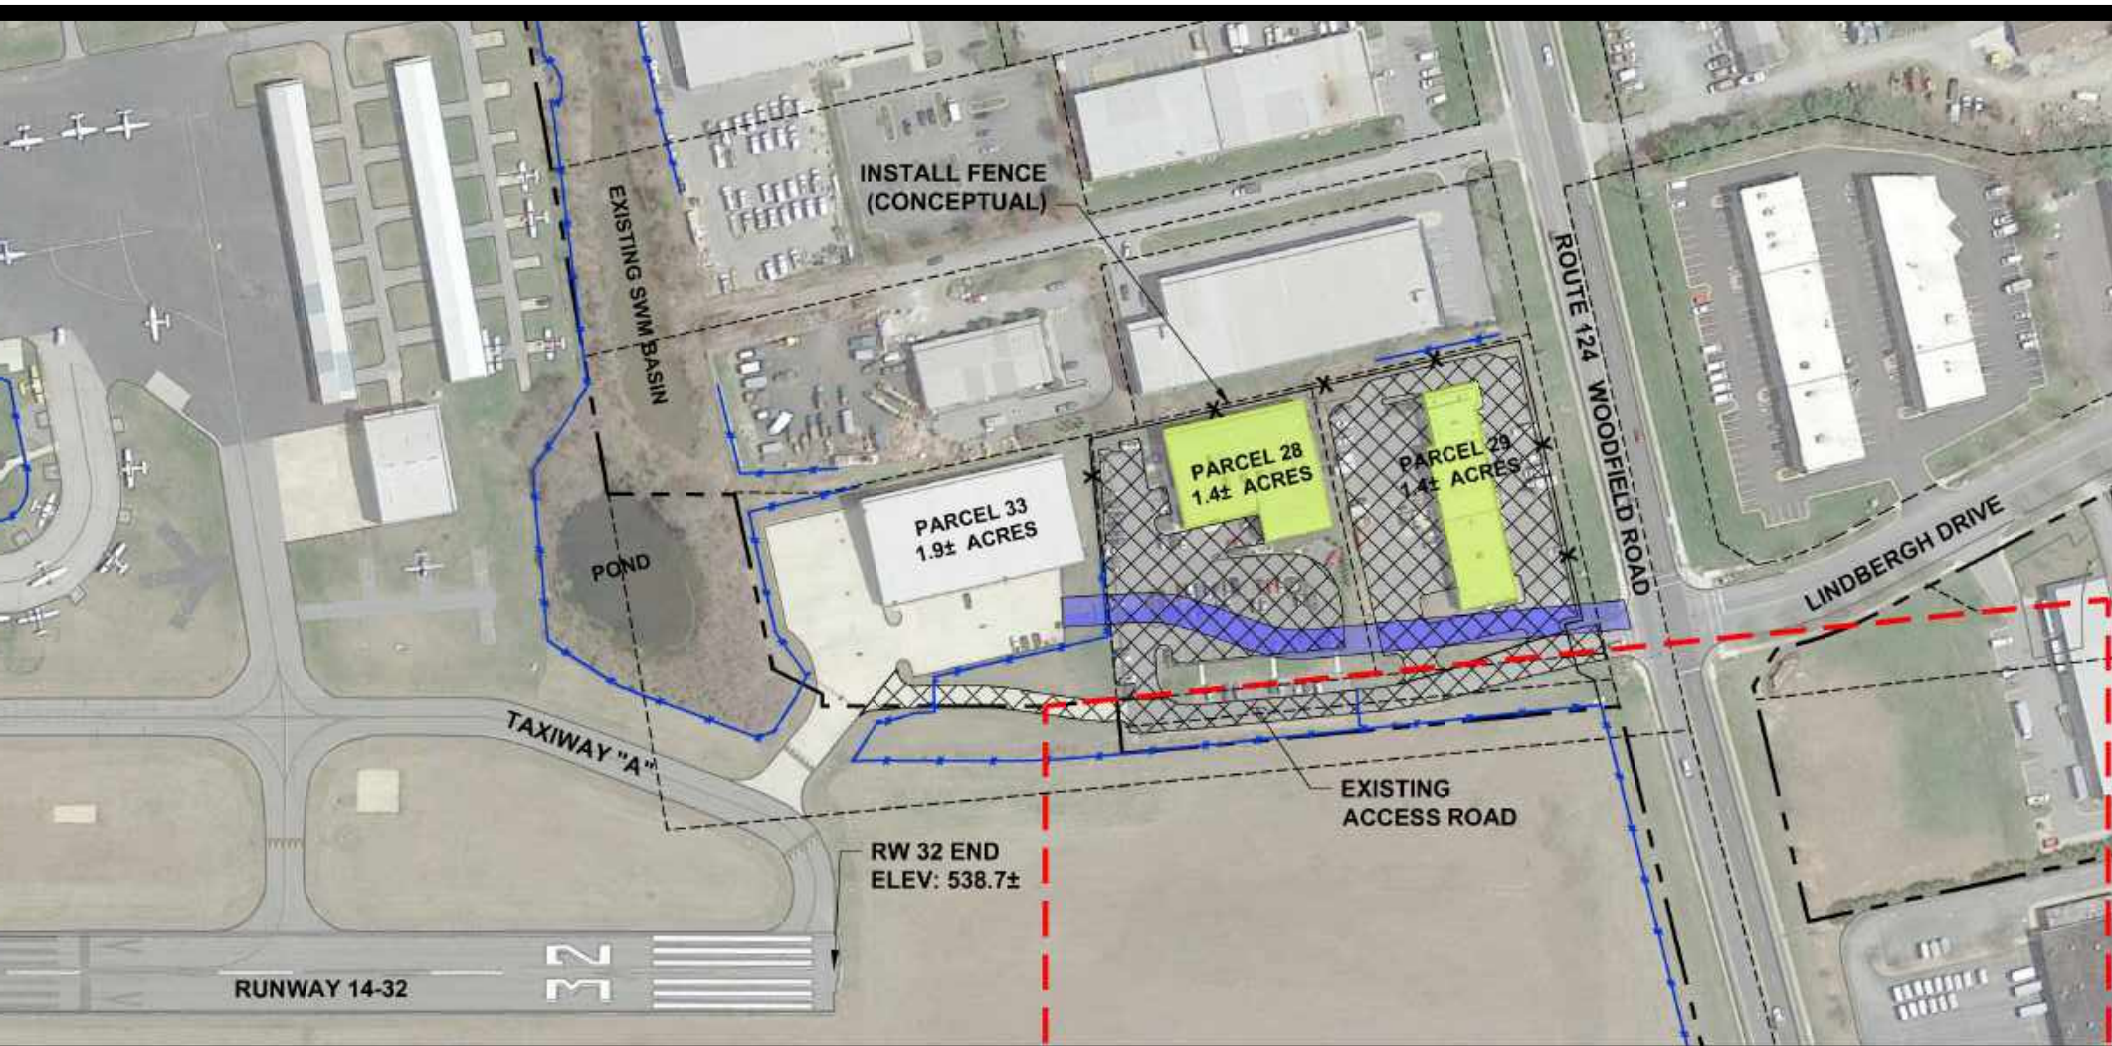 INSTALL FENCE
(CONCEPTUAL)
EXISTING SWM BASIN
ROUTE 124 WOODFIELD ROAD
PARCEL 28
1.4± ACRES
PARCEL 29
1.4± ACRES
PARCEL 33
1.9± ACRES
POND
LINDBERGH DRIVE
TAXIWAY "A"
EXISTING
ACCESS ROAD
RW 32 END
ELEV: 538.7±
32
RUNWAY 14-32